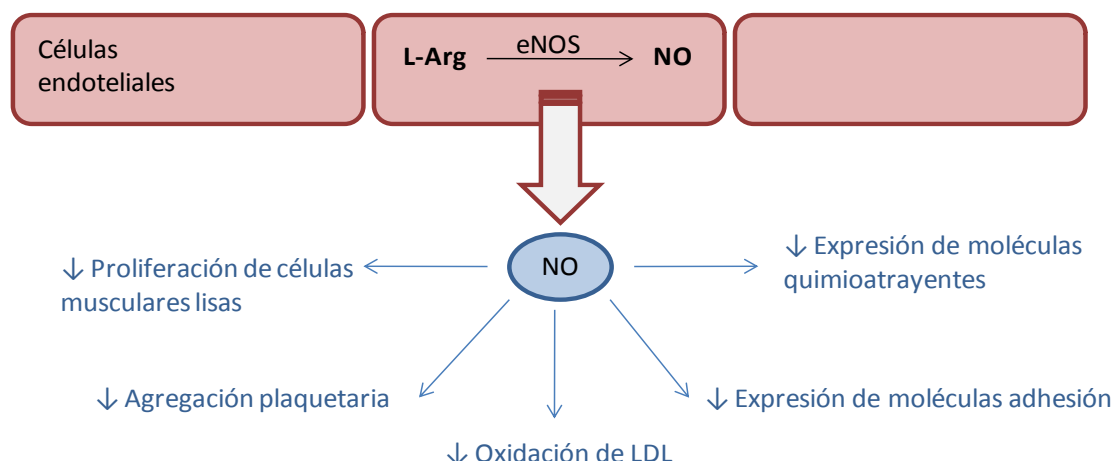 Células
endoteliales
L-Arg eNOS NO
NO
↓ Proliferación de células
musculares lisas
↓ Expresión de moléculas
quimioatrayentes
↓ Agregación plaquetaria
↓ Expresión de moléculas adhesión
↓ Oxidación de LDL